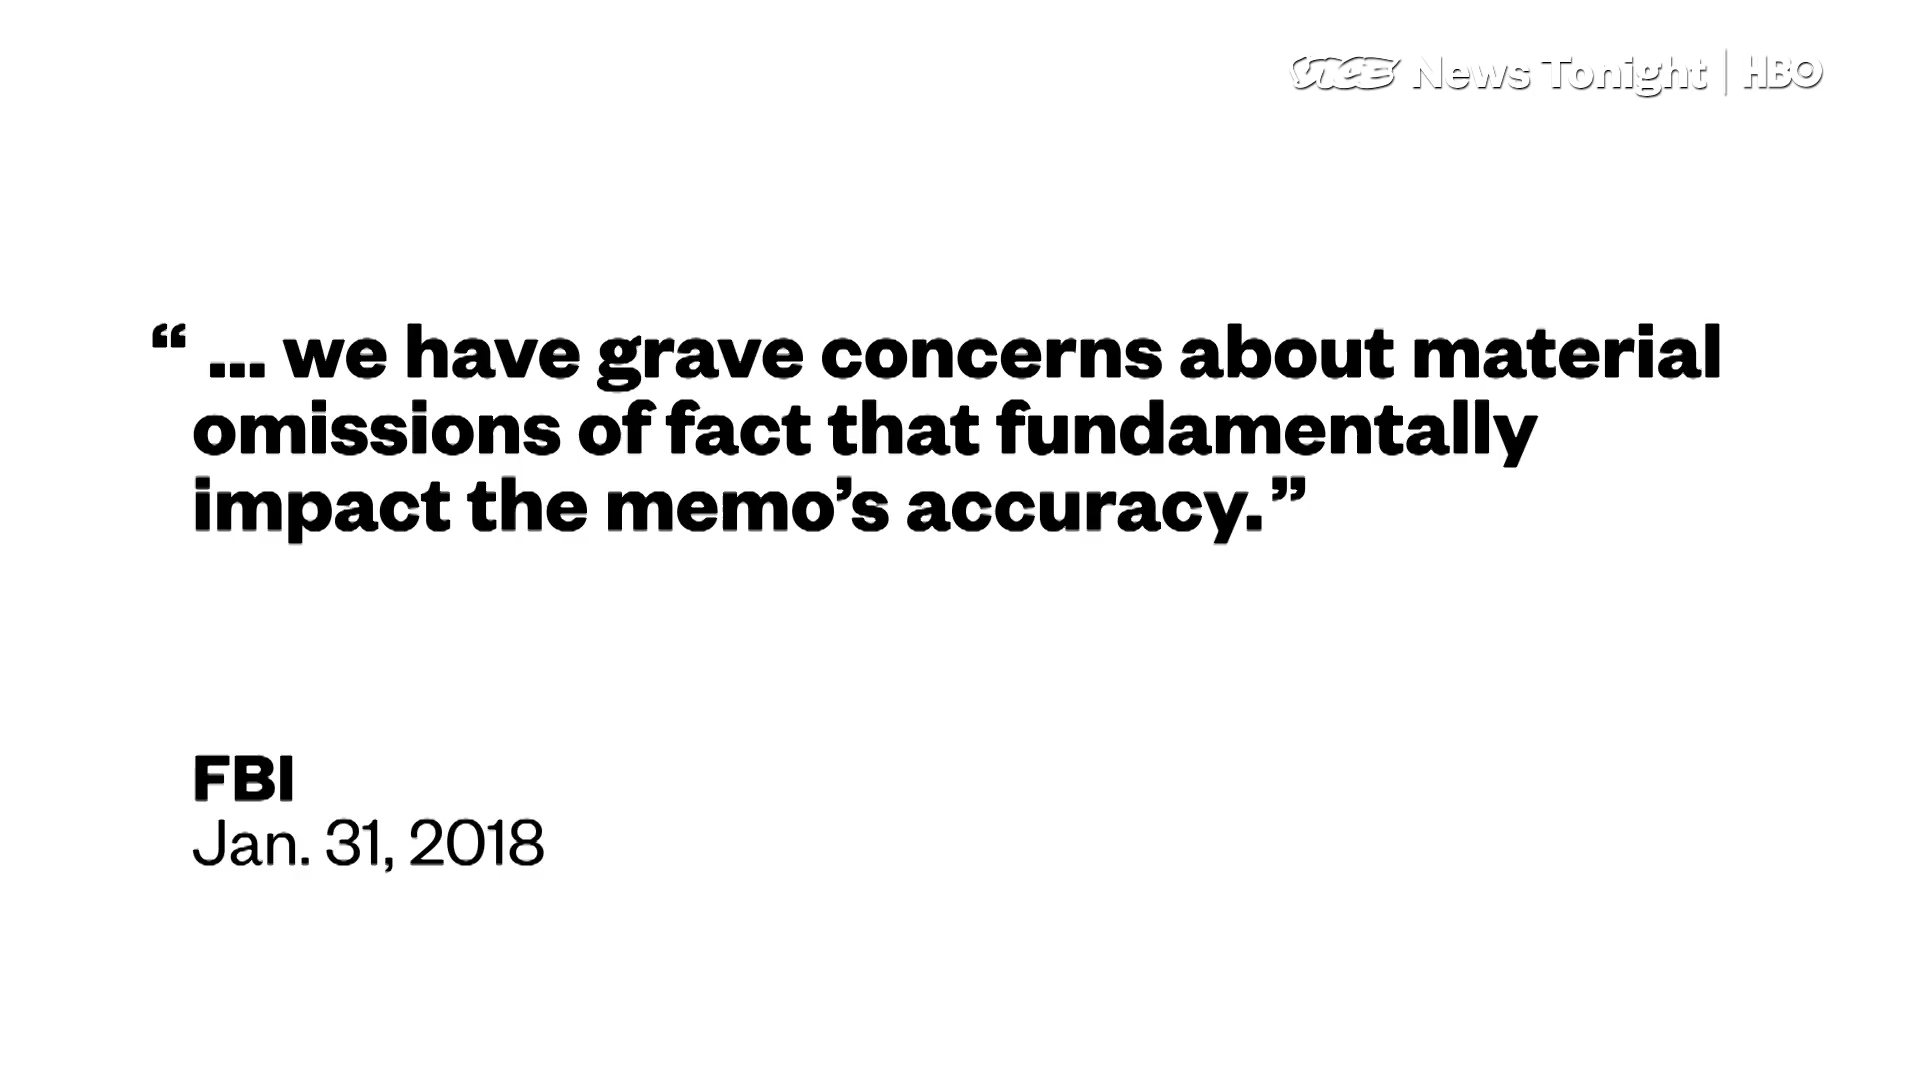 VICE News Tonight | HBO
“ ... we have grave concerns about material
omissions of fact that fundamentally
impact the memo’s accuracy.”
FBI
Jan. 31, 2018